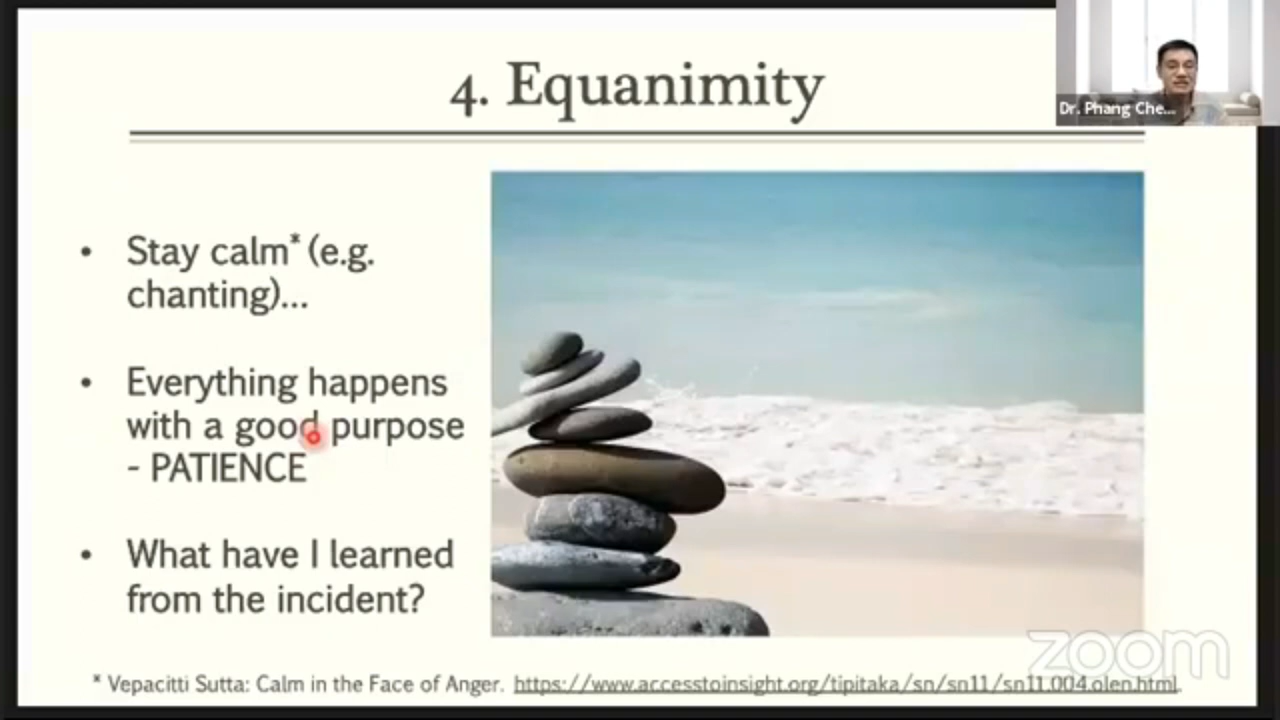 4. Equanimity
Dr. Phang Che...
• Stay calm* (e.g.
chanting)...
• Everything happens
with a good purpose
- PATIENCE
• What have I learned
from the incident?
zoom
* Vepacitti Sutta: Calm in the Face of Anger. https://www.accesstoinsight.org/tipitaka/sn/sn11/sn11.004.olen.html.